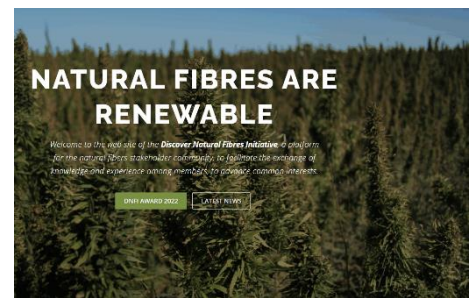 NATURAL FIBRES ARE
RENEWABLE
Welcome to the web site of the Discover Natural Fibres Initiative, a platform
for the natural fibers stakeholder community, to facilitate the exchange of
knowledge and experience among members, to advance common interests.
DNFI AWARD 2022
LATEST NEWS